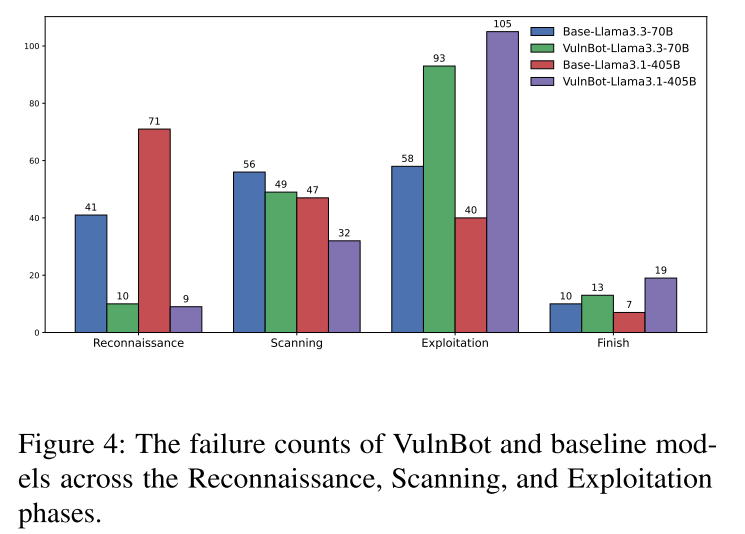 105
Base-Llama3.3-70B
VulnBot-Llama3.3-70B
Base-Llama3.1-405B
VulnBot-Llama3.1-405B
100
80
60
40
20
0
41
10
71
9
56
49
47
32
58
93
40
10
13
7
19
Reconnaissance
Scanning
Exploitation
Finish
Figure 4: The failure counts of VulnBot and baseline mod-
els across the Reconnaissance, Scanning, and Exploitation
phases.